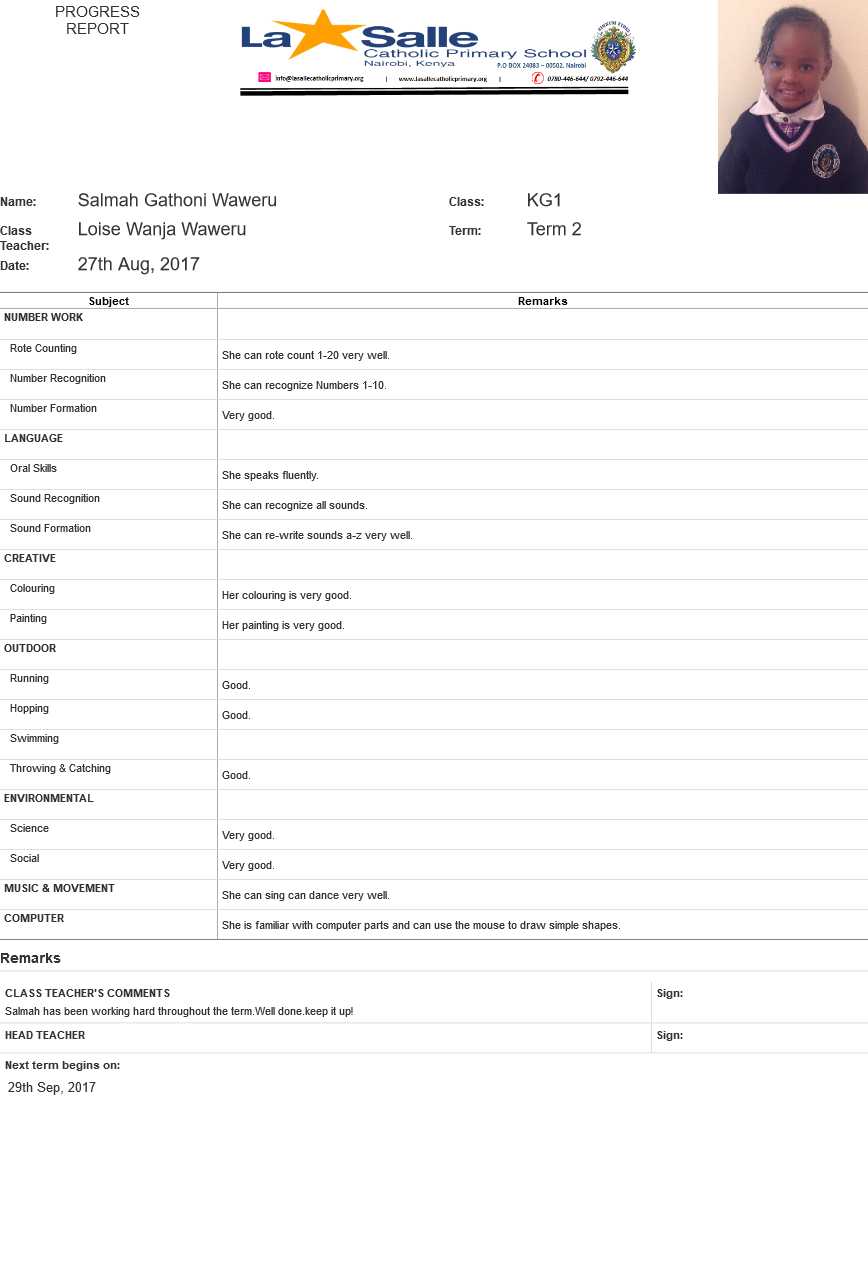 PROGRESS
REPORT
La Salle
Catholic Primary School
Nairobi, Kenya
P.O BOX 24083 – 00502, Nairobi
info@lasallecatholicprimary.org | www.lasallecatholicprimary.org | 0780-446-644/ 0792-446-644
Name: Salmah Gathoni Waweru Class: KG1
Class Teacher: Loise Wanja Waweru Term: Term 2
Date: 27th Aug, 2017
Subject Remarks
NUMBER WORK
Rote Counting She can rote count 1-20 very well.
Number Recognition She can recognize Numbers 1-10.
Number Formation Very good.
LANGUAGE
Oral Skills She speaks fluently.
Sound Recognition She can recognize all sounds.
Sound Formation She can re-write sounds a-z very well.
CREATIVE
Colouring Her colouring is very good.
Painting Her painting is very good.
OUTDOOR
Running Good.
Hopping Good.
Swimming
Throwing & Catching Good.
ENVIRONMENTAL
Science Very good.
Social Very good.
MUSIC & MOVEMENT She can sing can dance very well.
COMPUTER She is familiar with computer parts and can use the mouse to draw simple shapes.
Remarks
CLASS TEACHER'S COMMENTS Sign:
Salmah has been working hard throughout the term.Well done.keep it up!
HEAD TEACHER Sign:
Next term begins on:
29th Sep, 2017